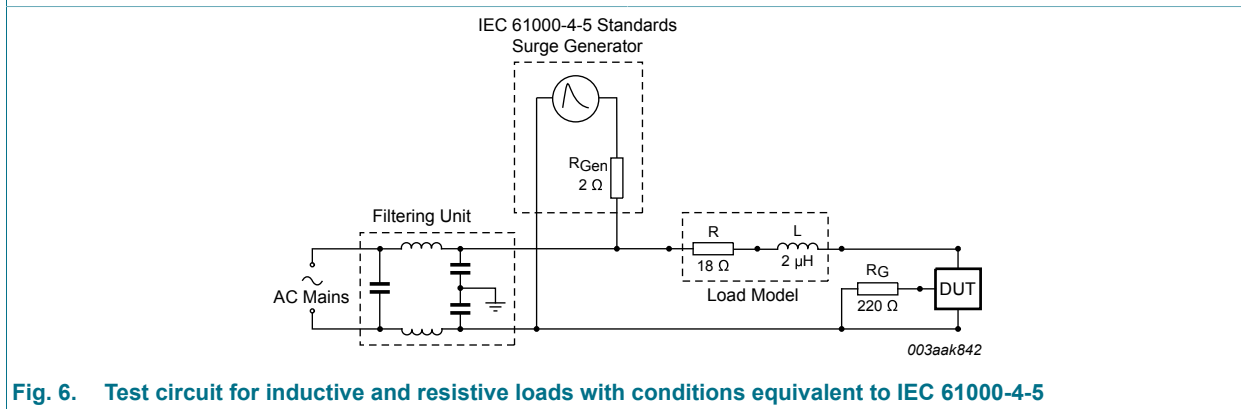 IEC 61000-4-5 Standards
Surge Generator
RGen
2 Ω
Filtering Unit
AC Mains
R
18 Ω
L
2 µH
Load Model
RG
220 Ω
DUT
003aak842
Fig. 6. Test circuit for inductive and resistive loads with conditions equivalent to IEC 61000-4-5